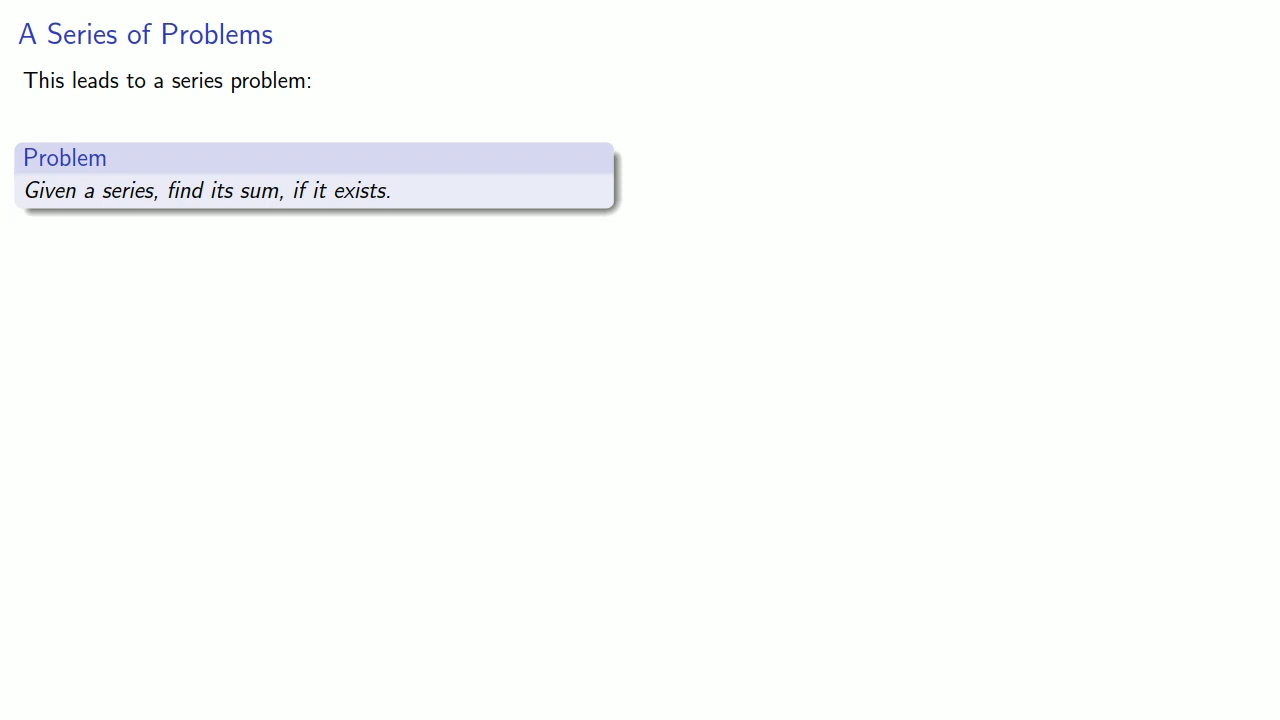 A Series of Problems
This leads to a series problem:
Problem
Given a series, find its sum, if it exists.